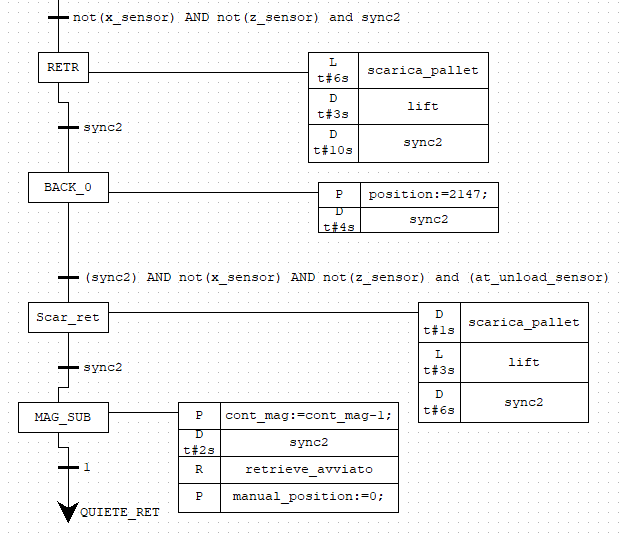 not(x_sensor) AND not(z_sensor) and sync2
RETR
L
t#6s
scarica_pallet
D
t#3s
lift
D
t#10s
sync2
sync2
BACK_0
P
position:=2147;
D
t#4s
sync2
(sync2) AND not(x_sensor) AND not(z_sensor) and (at_unload_sensor)
Scar_ret
D
t#1s
scarica_pallet
L
t#3s
lift
D
t#6s
sync2
sync2
MAG_SUB
P
cont_mag:=cont_mag-1;
D
t#2s
sync2
R
retrieve_avviato
P
manual_position:=0;
1
QUIETE_RET